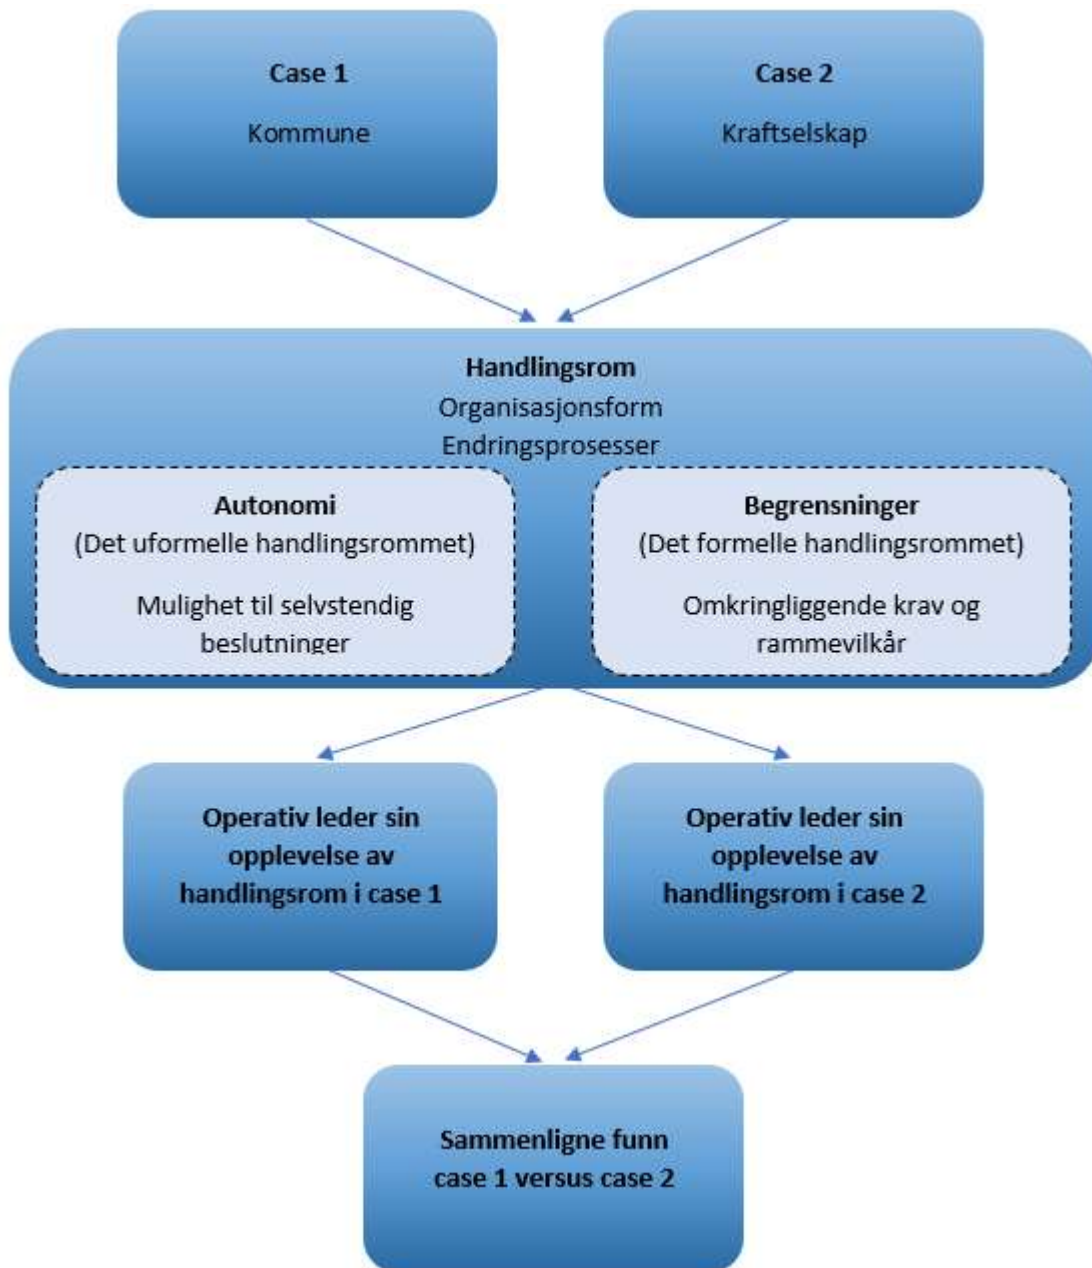 Case 1
Kommune
Case 2
Kraftselskap
Handlingsrom
Organisasjonsform
Endringsprosesser
Autonomi
(Det uformelle handlingsrommet)
Mulighet til selvstendig
beslutninger
Begrensninger
(Det formelle handlingsrommet)
Omkringliggende krav og
rammevilkår
Operativ leder sin
opplevelse av
handlingsrom i case 1
Operativ leder sin
opplevelse av
handlingsrom i case 2
Sammenligne funn
case 1 versus case 2